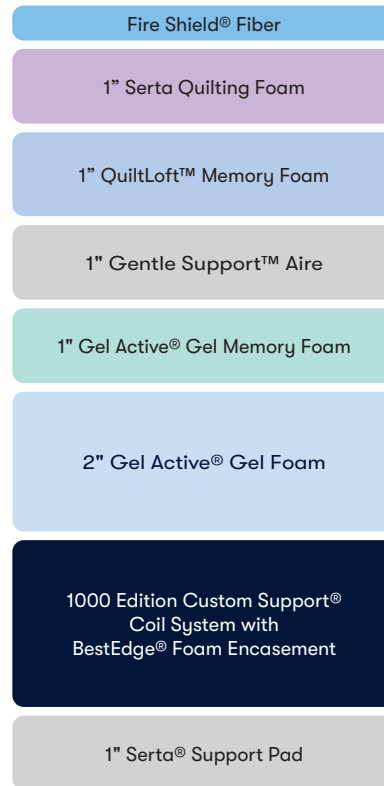 Fire Shield® Fiber
1” Serta Quilting Foam
1” QuiltLoft™ Memory Foam
1" Gentle Support™ Aire
1" Gel Active® Gel Memory Foam
2" Gel Active® Gel Foam
1000 Edition Custom Support®
Coil System with
BestEdge® Foam Encasement
1" Serta® Support Pad